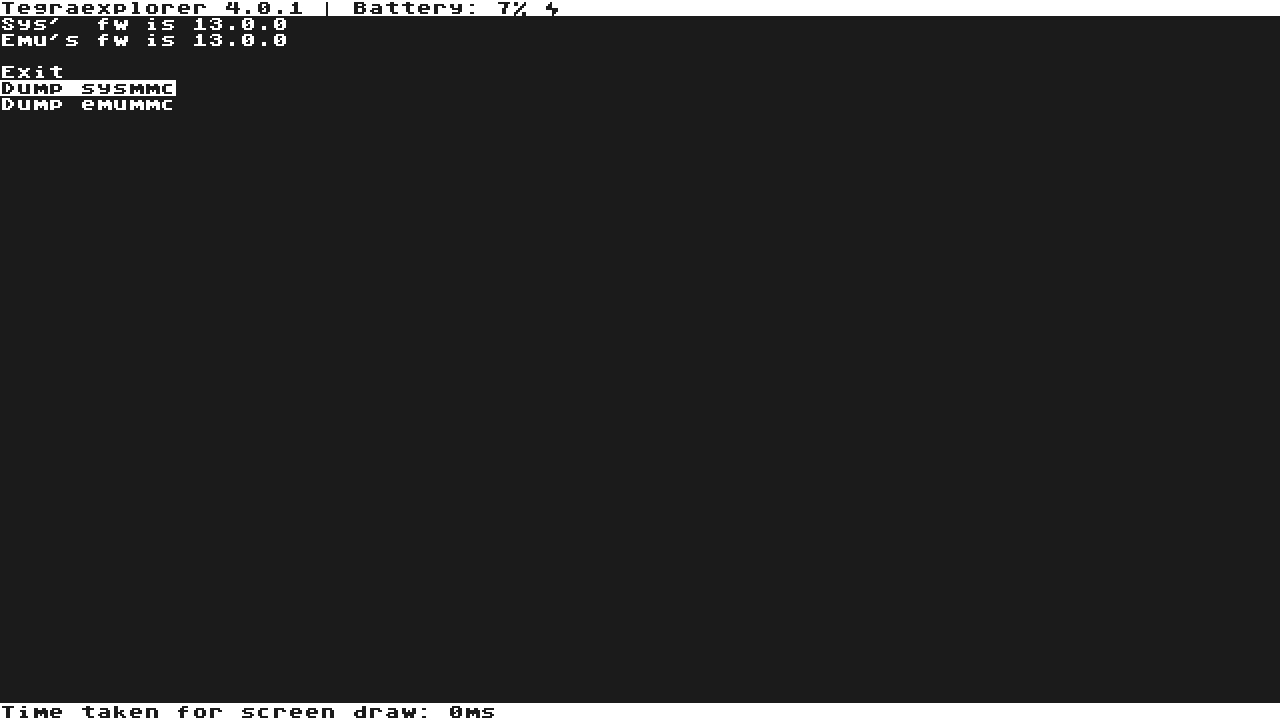 Tegraexplorer 4.0.1 | Battery: 7% ϟ
Sys'  fw is 13.0.0
Emu's fw is 13.0.0
Exit
Dump sysmmc
Dump emummc
Time taken for screen draw: 0ms